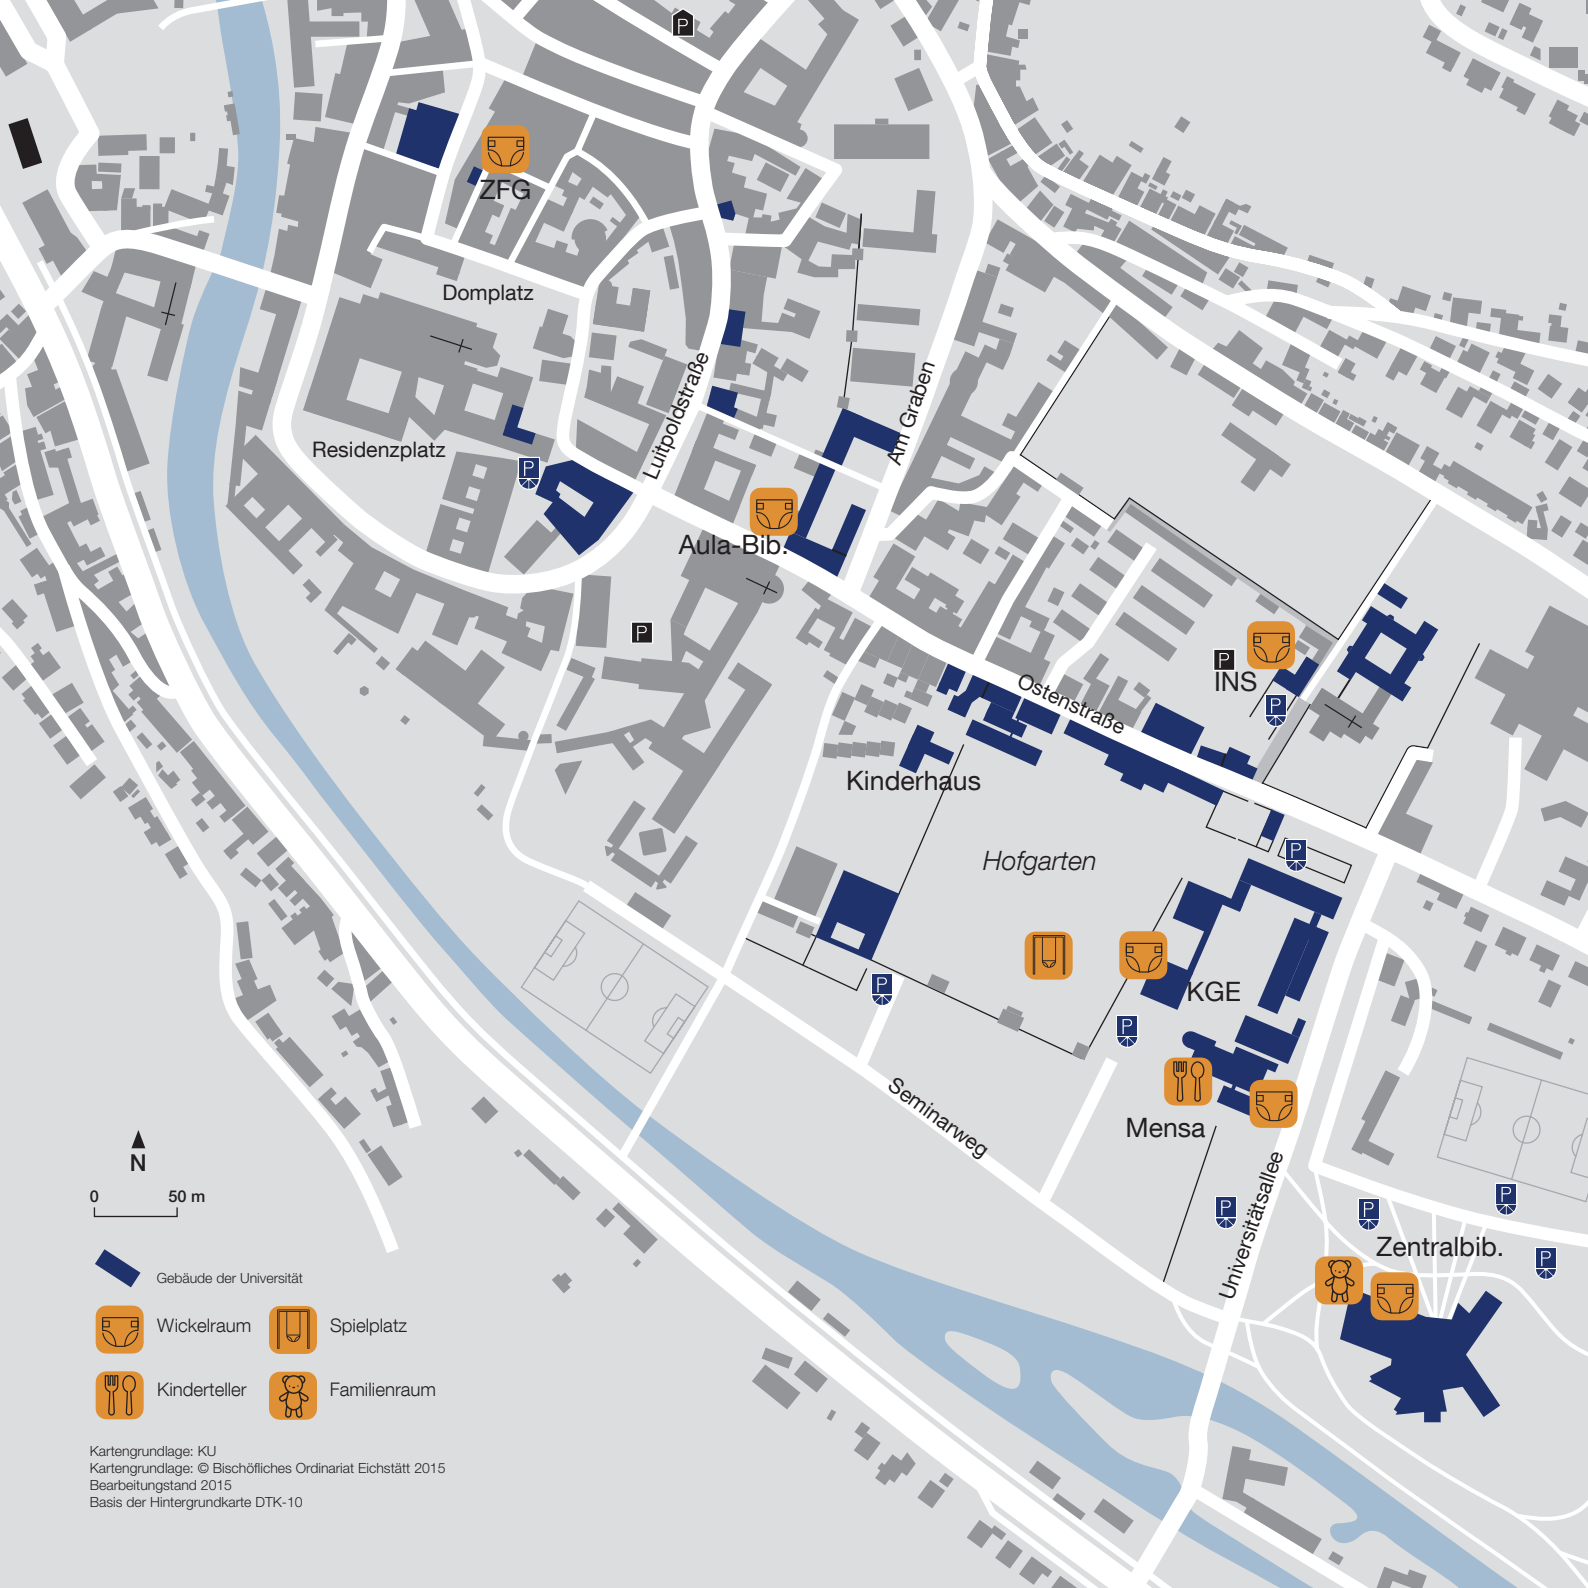 P
ZFG
Domplatz
Luitpoldstraße
Am Graben
Residenzplatz
P
Aula-Bib.
P
P
INS
P
Ostenstraße
Kinderhaus
Hofgarten
P
P
KGE
P
Seminarweg
Mensa
N
0 50 m
Universitätsallee
P
P
P
Zentralbib.
P
Gebäude der Universität
Wickelraum
Spielplatz
Kinderteller
Familienraum
Kartengrundlage: KU
Kartengrundlage: © Bischöfliches Ordinariat Eichstätt 2015
Bearbeitungstand 2015
Basis der Hintergrundkarte DTK-10